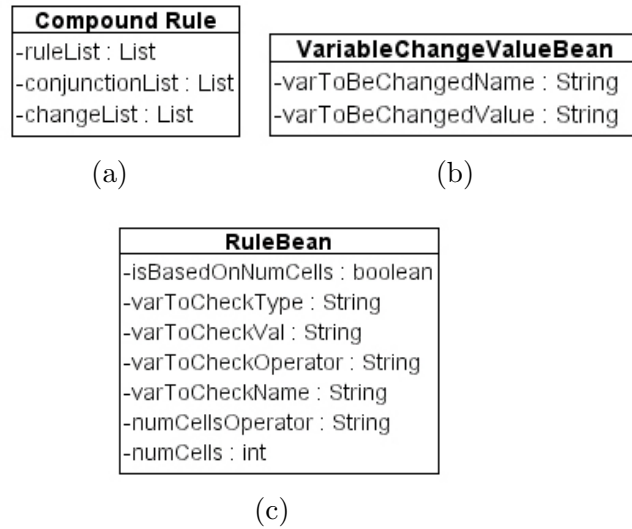 Compound Rule
-ruleList : List
-conjunctionList : List
-changeList : List
(a)
VariableChangeValueBean
-varToBeChangedName : String
-varToBeChangedValue : String
(b)
RuleBean
-isBasedOnNumCells : boolean
-varToCheckType : String
-varToCheckVal : String
-varToCheckOperator : String
-varToCheckName : String
-numCellsOperator : String
-numCells : int
(c)